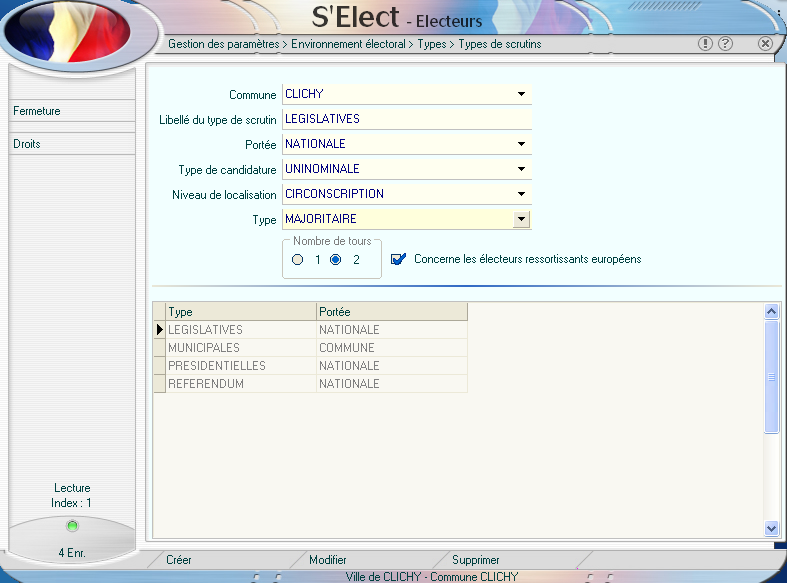 S'Elect - Electeurs
Gestion des paramètres > Environnement électoral > Types > Types de scrutins
Fermeture
Droits
Commune CLICHY
Libellé du type de scrutin LEGISLATIVES
Portée NATIONALE
Type de candidature UNINOMINALE
Niveau de localisation CIRCONSCRIPTION
Type MAJORITAIRE
Nombre de tours
1 2 Concerne les électeurs ressortissants européens
Type Portée
LEGISLATIVES NATIONALE
MUNICIPALES COMMUNE
PRESIDENTIELLES NATIONALE
REFERENDUM NATIONALE
Lecture
Index : 1
4 Enr.
Créer Modifier Supprimer
Ville de CLICHY - Commune CLICHY